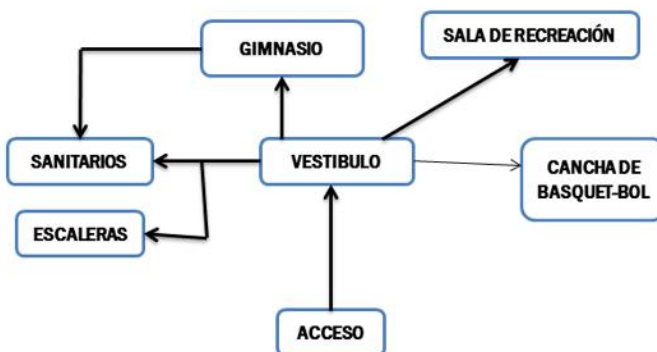 GIMNASIO
SALA DE RECREACIÓN
SANITARIOS
VESTIBULO
CANCHA DE
BASQUET-BOL
ESCALERAS
ACCESO